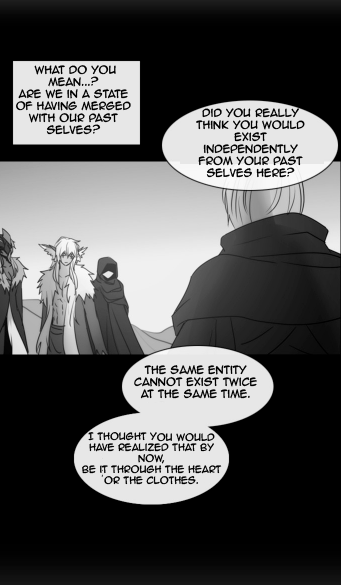 WHAT DO YOU
MEAN...?
ARE WE IN A STATE
OF HAVING MERGED
WITH OUR PAST
SELVES?
DID YOU REALLY
THINK YOU WOULD
EXIST
INDEPENDENTLY
FROM YOUR PAST
SELVES HERE?
THE SAME ENTITY
CANNOT EXIST TWICE
AT THE SAME TIME.
I THOUGHT YOU WOULD
HAVE REALIZED THAT BY
NOW,
BE IT THROUGH THE HEART
OR THE CLOTHES.